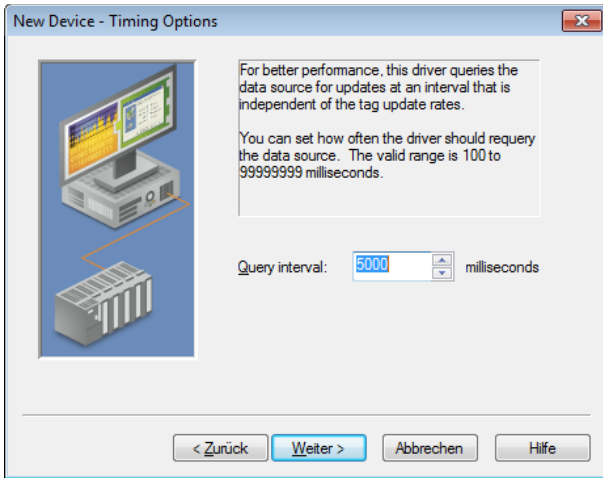 New Device - Timing Options
For better performance, this driver queries the
data source for updates at an interval that is
independent of the tag update rates.
You can set how often the driver should requery
the data source. The valid range is 100 to
99999999 milliseconds.
Query interval: 5000 milliseconds
< Zurück Weiter > Abbrechen Hilfe